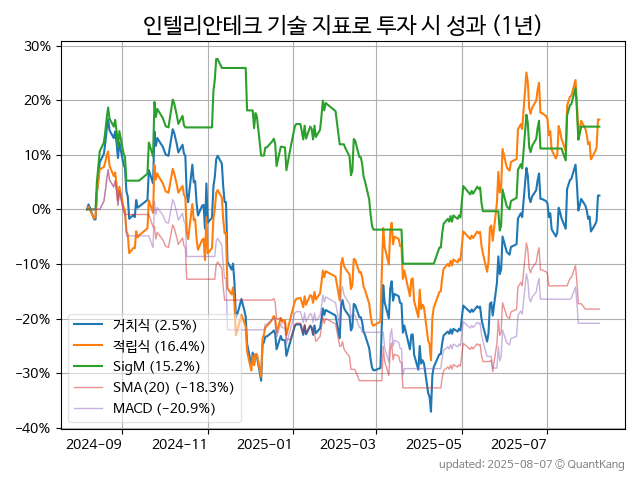 인텔리안테크 기술 지표로 투자 시 성과 (1년)
30%
20%
10%
0%
−10%
−20%
−30%
−40%
거치식 (2.5%)
적립식 (16.4%)
SigM (15.2%)
SMA(20) (−18.3%)
MACD (−20.9%)
2024-09
2024-11
2025-01
2025-03
2025-05
2025-07
updated: 2025-08-07 © QuantKang